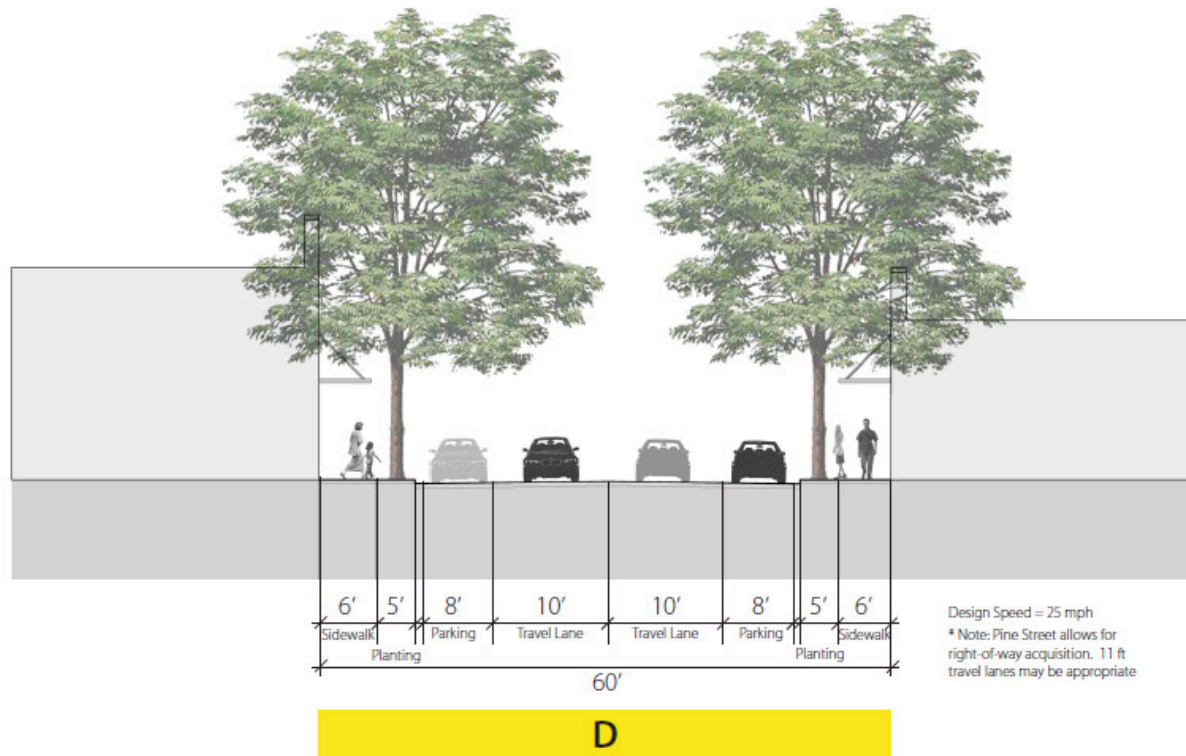 6’ 5’ 8’ 10’ 10’ 8’ 5’ 6’
Sidewalk Parking Travel Lane Travel Lane Parking Sidewalk
Planting Planting
60’
D
Design Speed = 25 mph
* Note: Pine Street allows for
right-of-way acquisition. 11 ft
travel lanes may be appropriate